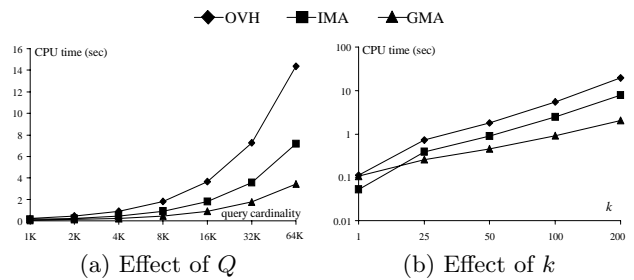 OVH IMA GMA
CPU time (sec)
16
14
12
10
8
6
4
2
0
query cardinality
1K 2K 4K 8K 16K 32K 64K
(a) Effect of Q
CPU time (sec)
100
10
1
0.1
0.01
k
1 25 50 100 200
(b) Effect of k